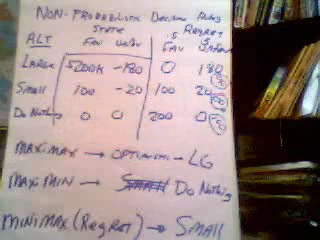 NON-PROBABILISTIC Decision Rules
STATE REGRET
ALT FAV UNFAV FAV
LARGE $200K -180 0 180
SMALL 100 -20 100 20
Do Nothing 0 0 200 0
MAXIMAX → OPTIMISM → LG
MAXIMIN → Do Nothing
MINIMAX (REGRET) → SMALL